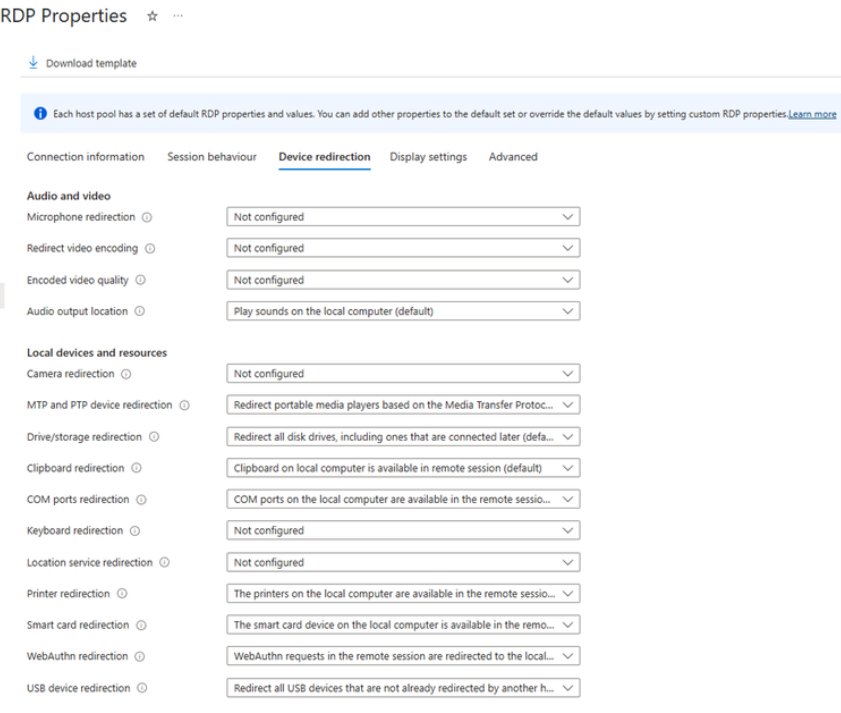 RDP Properties
Download template
Each host pool has a set of default RDP properties and values. You can add other properties to the default set or override the default values by setting custom RDP properties.Learn more
Connection information Session behaviour Device redirection Display settings Advanced
Audio and video
Microphone redirection Not configured
Redirect video encoding Not configured
Encoded video quality Not configured
Audio output location Play sounds on the local computer (default)
Local devices and resources
Camera redirection Not configured
MTP and PTP device redirection Redirect portable media players based on the Media Transfer Protoc...
Drive/storage redirection Redirect all disk drives, including ones that are connected later (defa...
Clipboard redirection Clipboard on local computer is available in remote session (default)
COM ports redirection COM ports on the local computer are available in the remote sessio...
Keyboard redirection Not configured
Location service redirection Not configured
Printer redirection The printers on the local computer are available in the remote sessio...
Smart card redirection The smart card device on the local computer is available in the remo...
WebAuthn redirection WebAuthn requests in the remote session are redirected to the local...
USB device redirection Redirect all USB devices that are not already redirected by another h...